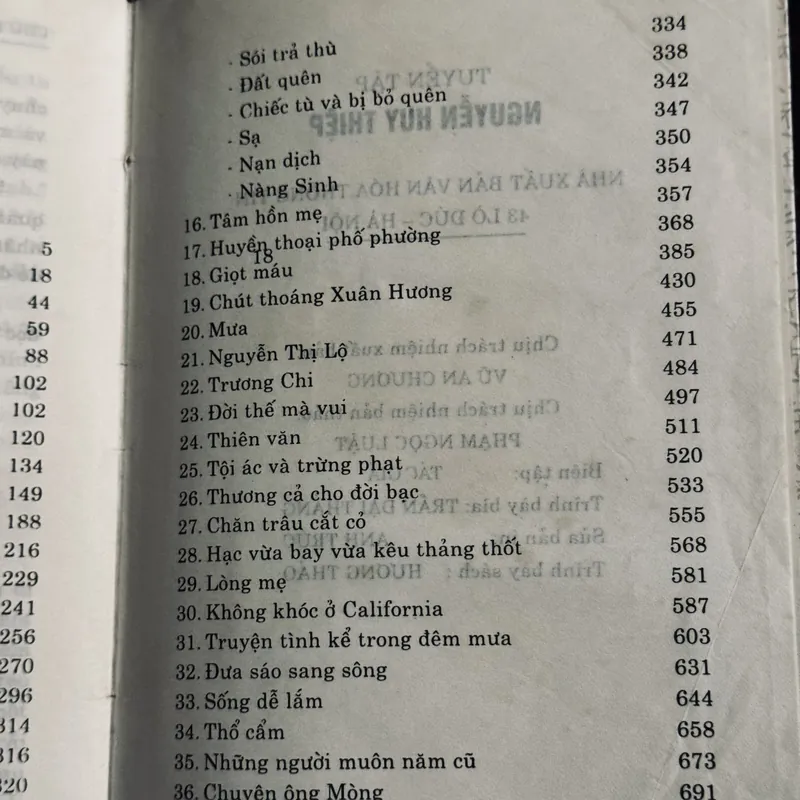 5
18
44
59
88
102
102
120
134
149
188
216
229
241
256
270
296
314
316
320
. Sói trả thù 334
. Đất quên 338
. Chiếc tù và bị bỏ quên 342
. Sạ 347
. Nạn dịch 350
. Nàng Sinh 354
16. Tâm hồn mẹ 357
17. Huyền thoại phố phường 368
18
18. Giọt máu 385
19. Chút thoáng Xuân Hương 430
20. Mưa 455
21. Nguyễn Thị Lộ 471
22. Trương Chi 484
23. Đời thế mà vui 497
24. Thiên văn 511
25. Tội ác và trừng phạt 520
26. Thương cả cho đời bạc 533
27. Chăn trâu cắt cỏ 555
28. Hạc vừa bay vừa kêu thảng thốt 568
29. Lòng mẹ 581
30. Không khóc ở California 587
31. Truyện tình kể trong đêm mưa 603
32. Đưa sáo sang sông 631
33. Sống dễ lắm 644
34. Thổ cẩm 658
35. Những người muôn năm cũ 673
36. Chuyện ông Mòng 691